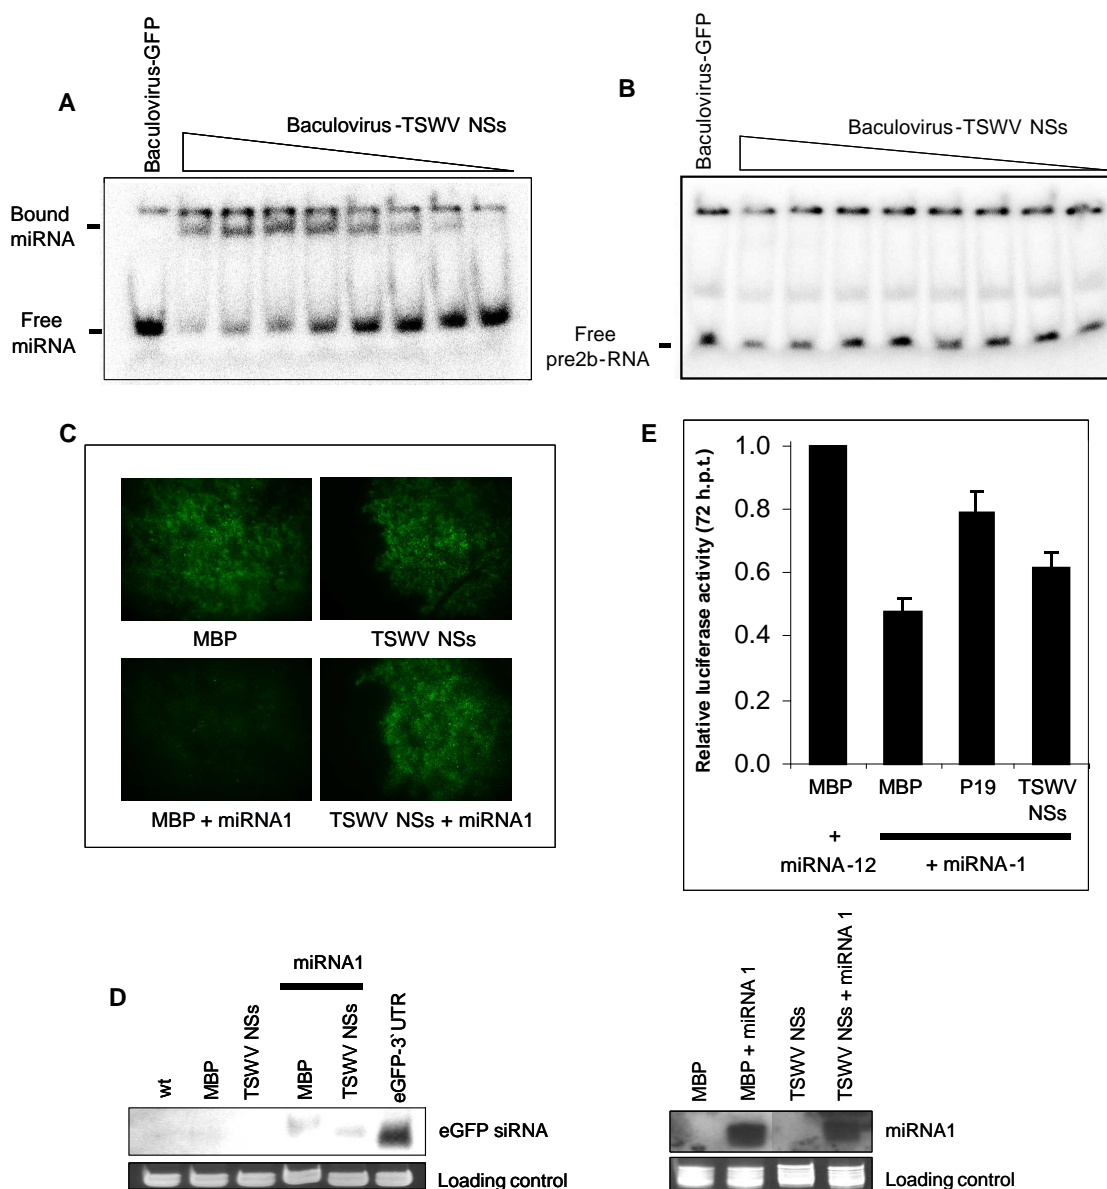 A
Baculovirus-GFP
Baculovirus-TSWV NSs
Bound
miRNA
Free
miRNA
B
Baculovirus-GFP
Baculovirus-TSWV NSs
Free
pre2b-RNA
C
MBP
TSWV NSs
MBP + miRNA1
TSWV NSs + miRNA1
E
Relative luciferase activity (72 h.p.t.)
1.0
0.8
0.6
0.4
0.2
0.0
MBP
MBP
P19
TSWV
NSs
+
miRNA-12
+ miRNA-1
D
miRNA1
wt
MBP
TSWV NSs
MBP
TSWV NSs
eGFP-3`UTR
eGFP siRNA
Loading control
MBP
MBP + miRNA 1
TSWV NSs
TSWV NSs + miRNA 1
miRNA1
Loading control